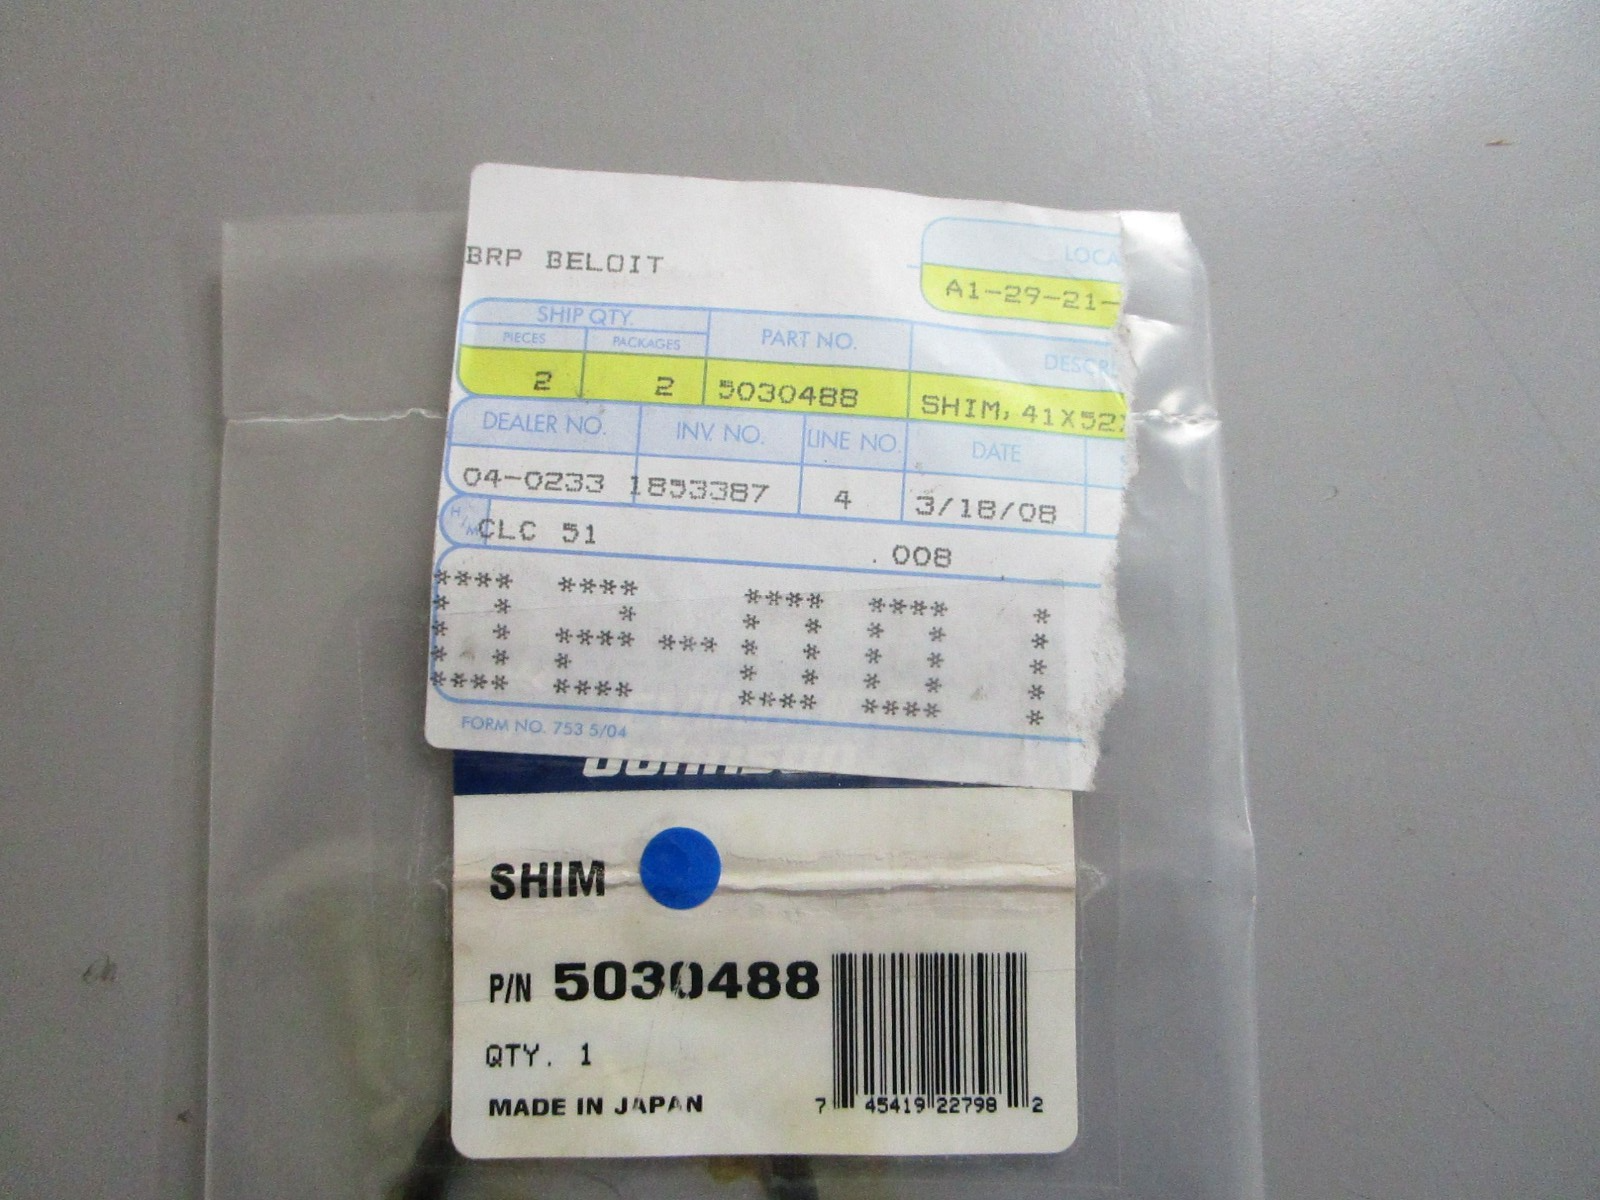 BRP BELOIT
A1-29-21-
SHIP QTY.
PIECES PACKAGES PART NO.
2 2 5030488 SHIM, 41X52
DEALER NO. INV. NO. LINE NO. DATE
04-0233 1853387 4 3/18/08
H/M CLC 51 .008
**** **** **** **** *
FORM NO. 753 5/04
Johnson
SHIM
P/N 5030488
QTY. 1
MADE IN JAPAN
7 45419 22798 2